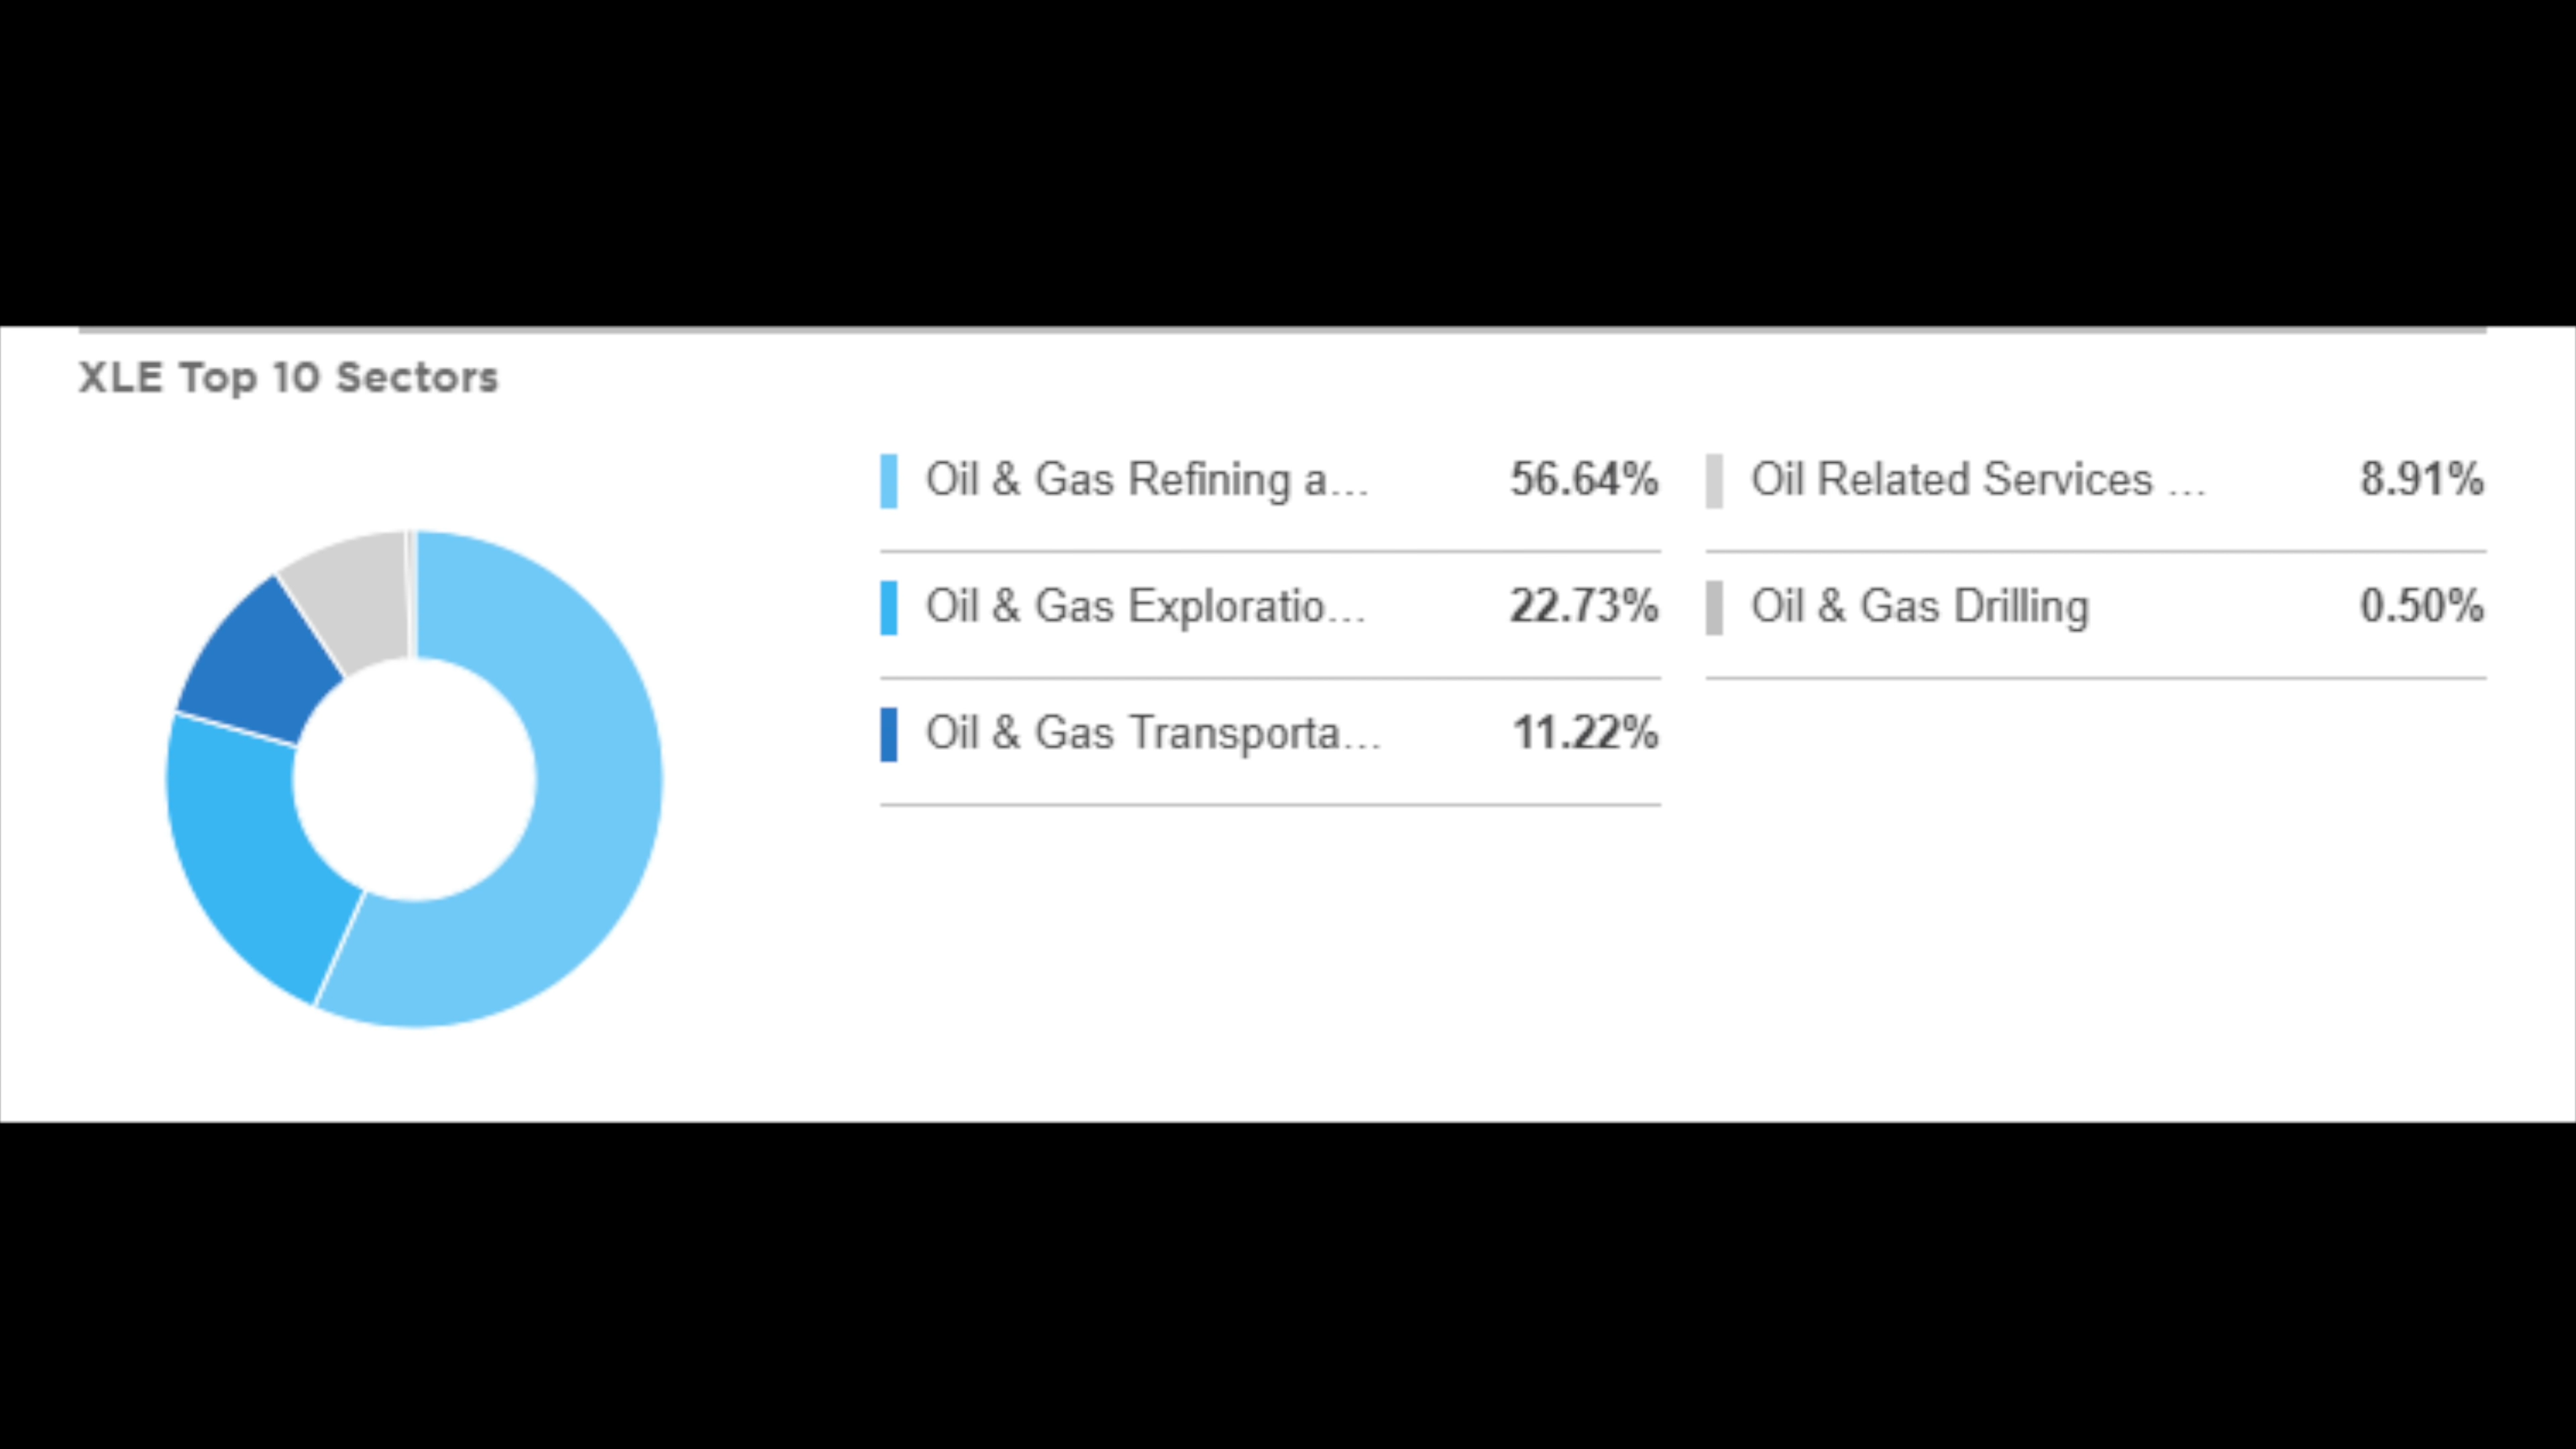 XLE Top 10 Sectors
Oil & Gas Refining a... 56.64%
Oil & Gas Exploratio... 22.73%
Oil & Gas Transporta... 11.22%
Oil Related Services ... 8.91%
Oil & Gas Drilling 0.50%